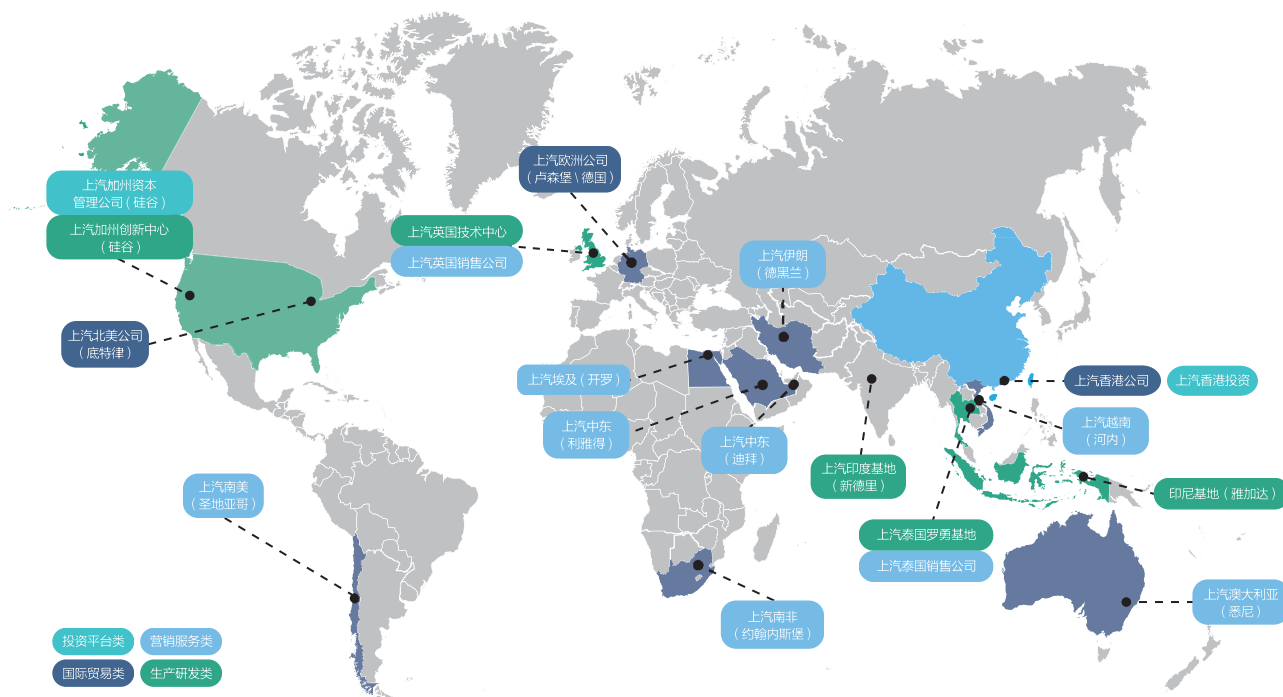 上汽加州资本
管理公司（硅谷）
上汽加州创新中心
（硅谷）
上汽北美公司
（底特律）
上汽欧洲公司
（卢森堡\德国）
上汽英国技术中心
上汽英国销售公司
上汽伊朗
（德黑兰）
上汽埃及（开罗）
上汽中东
（利雅得）
上汽中东
（迪拜）
上汽香港公司
上汽香港投资
上汽越南
（河内）
上汽印度基地
（新德里）
上汽南美
（圣地亚哥）
印尼基地（雅加达）
上汽泰国罗勇基地
上汽泰国销售公司
上汽南非
（约翰内斯堡）
上汽澳大利亚
（悉尼）
投资平台类
营销服务类
国际贸易类
生产研发类